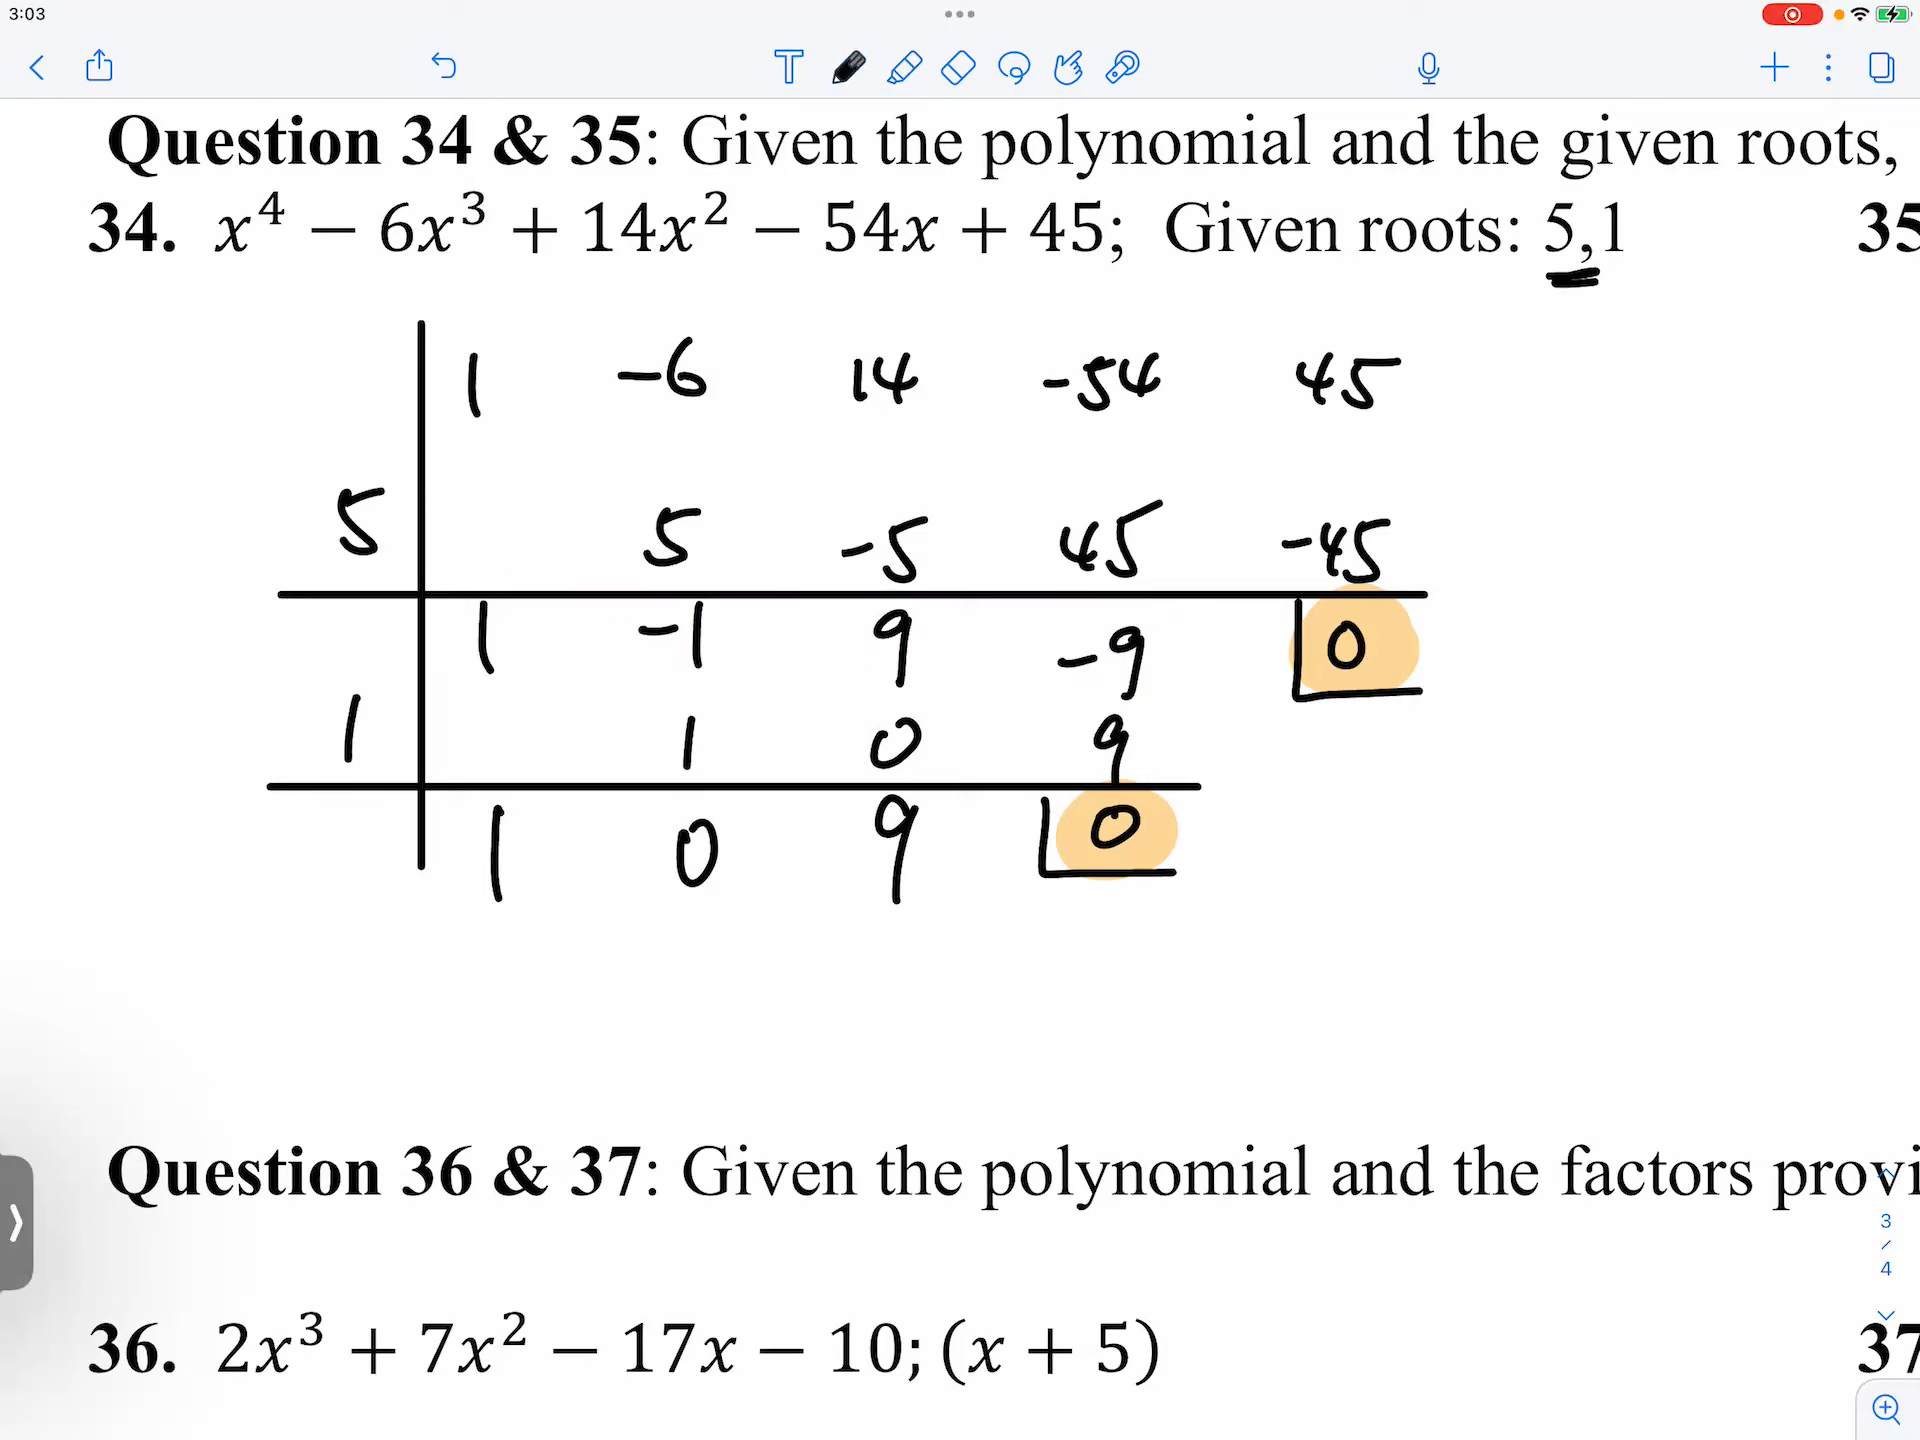 3:03
Question 34 & 35: Given the polynomial and the given roots,
34. x⁴ − 6x³ + 14x² − 54x + 45; Given roots: 5,1 35
1 -6 14 -54 45
5 5 -5 45 -45
1 -1 9 -9 0
1 1 0 9
1 0 9 0
Question 36 & 37: Given the polynomial and the factors provi
3 / 4
36. 2x³ + 7x² − 17x − 10; (x + 5) 37